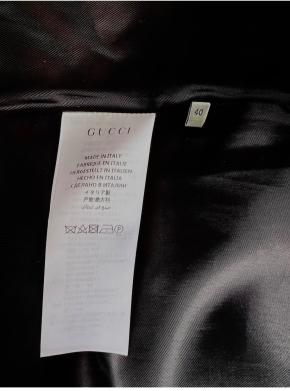 GUCCI
40
MADE IN ITALY
FABRIQUÉ EN ITALIE
HERGESTELLT IN ITALIEN
HECHO EN ITALIA
СДЕЛАНО В ИТАЛИИ
イタリア製
产地:意大利
صنع في ايطاليا